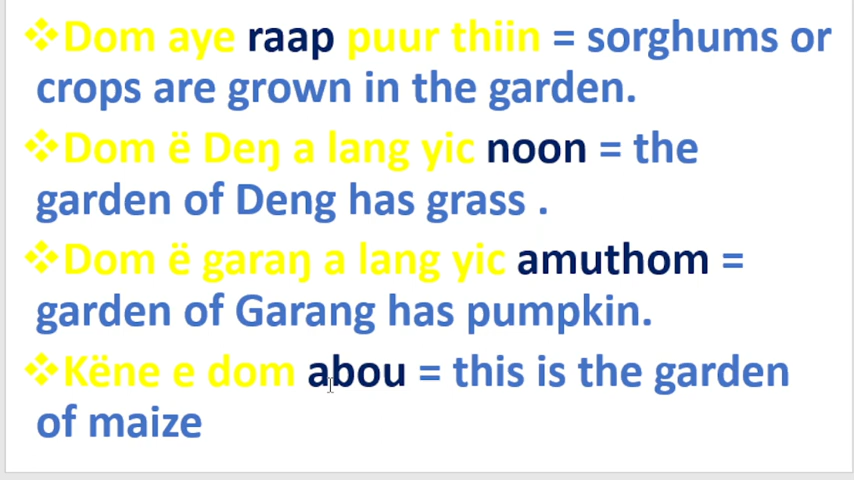 ❖Dom aye raap puur thiin = sorghums or
crops are grown in the garden.
❖Dom ë Deŋ a lang yic noon = the
garden of Deng has grass .
❖Dom ë garaŋ a lang yic amuthom =
garden of Garang has pumpkin.
❖Këne e dom abou = this is the garden
of maize